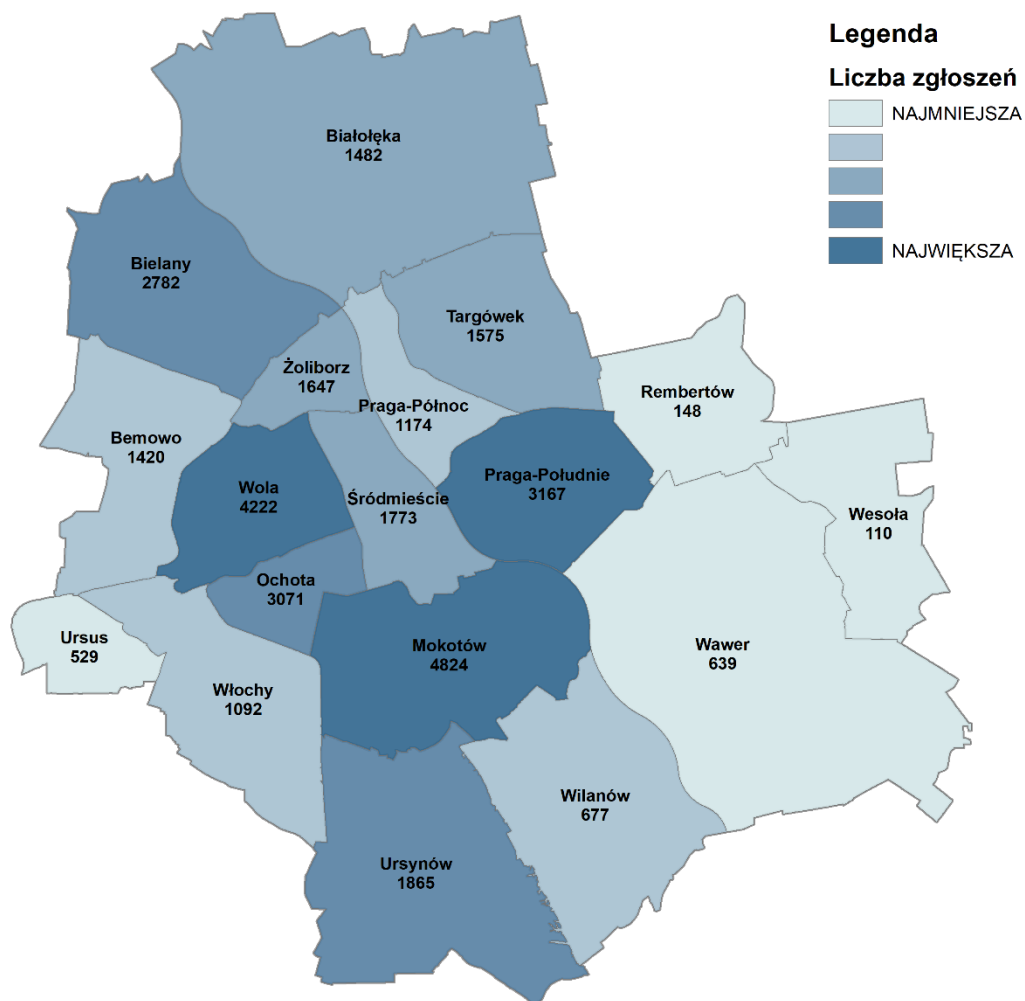 Legenda
Liczba zgłoszeń
NAJMNIEJSZA
NAJWIĘKSZA
Białołęka
1482
Bielany
2782
Targówek
1575
Żoliborz
1647
Praga-Północ
1174
Rembertów
148
Bemowo
1420
Wola
4222
Śródmieście
1773
Praga-Południe
3167
Wesoła
110
Ochota
3071
Ursus
529
Mokotów
4824
Wawer
639
Włochy
1092
Wilanów
677
Ursynów
1865